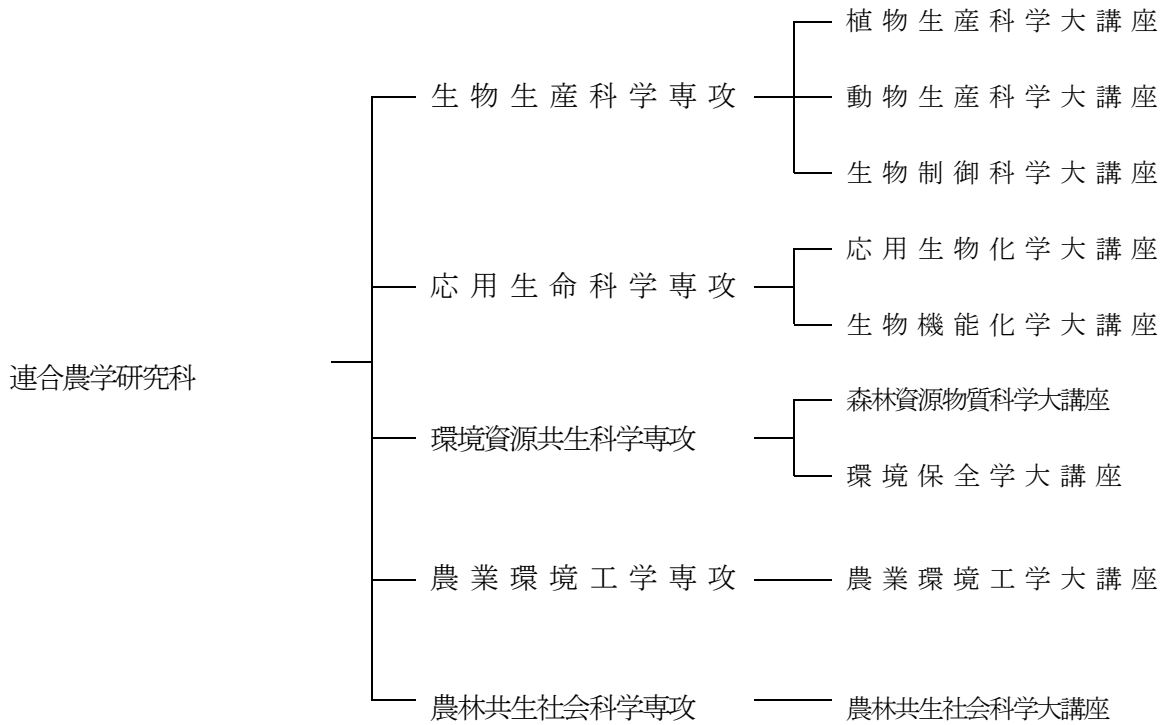 連合農学研究科
生物生産科学専攻
植物生産科学大講座
動物生産科学大講座
生物制御科学大講座
応用生命科学専攻
応用生物化学大講座
生物機能化学大講座
環境資源共生科学専攻
森林資源物質科学大講座
環境保全学大講座
農業環境工学専攻
農業環境工学大講座
農林共生社会科学専攻
農林共生社会科学大講座